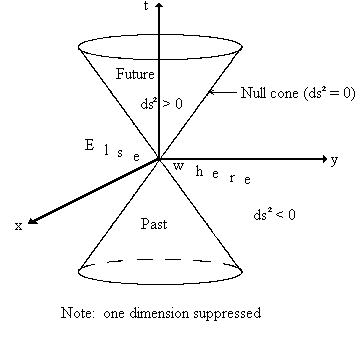 t
Future
ds² > 0
Null cone (ds² = 0)
E l s e w h e r e
y
x
Past
ds² < 0
Note: one dimension suppressed